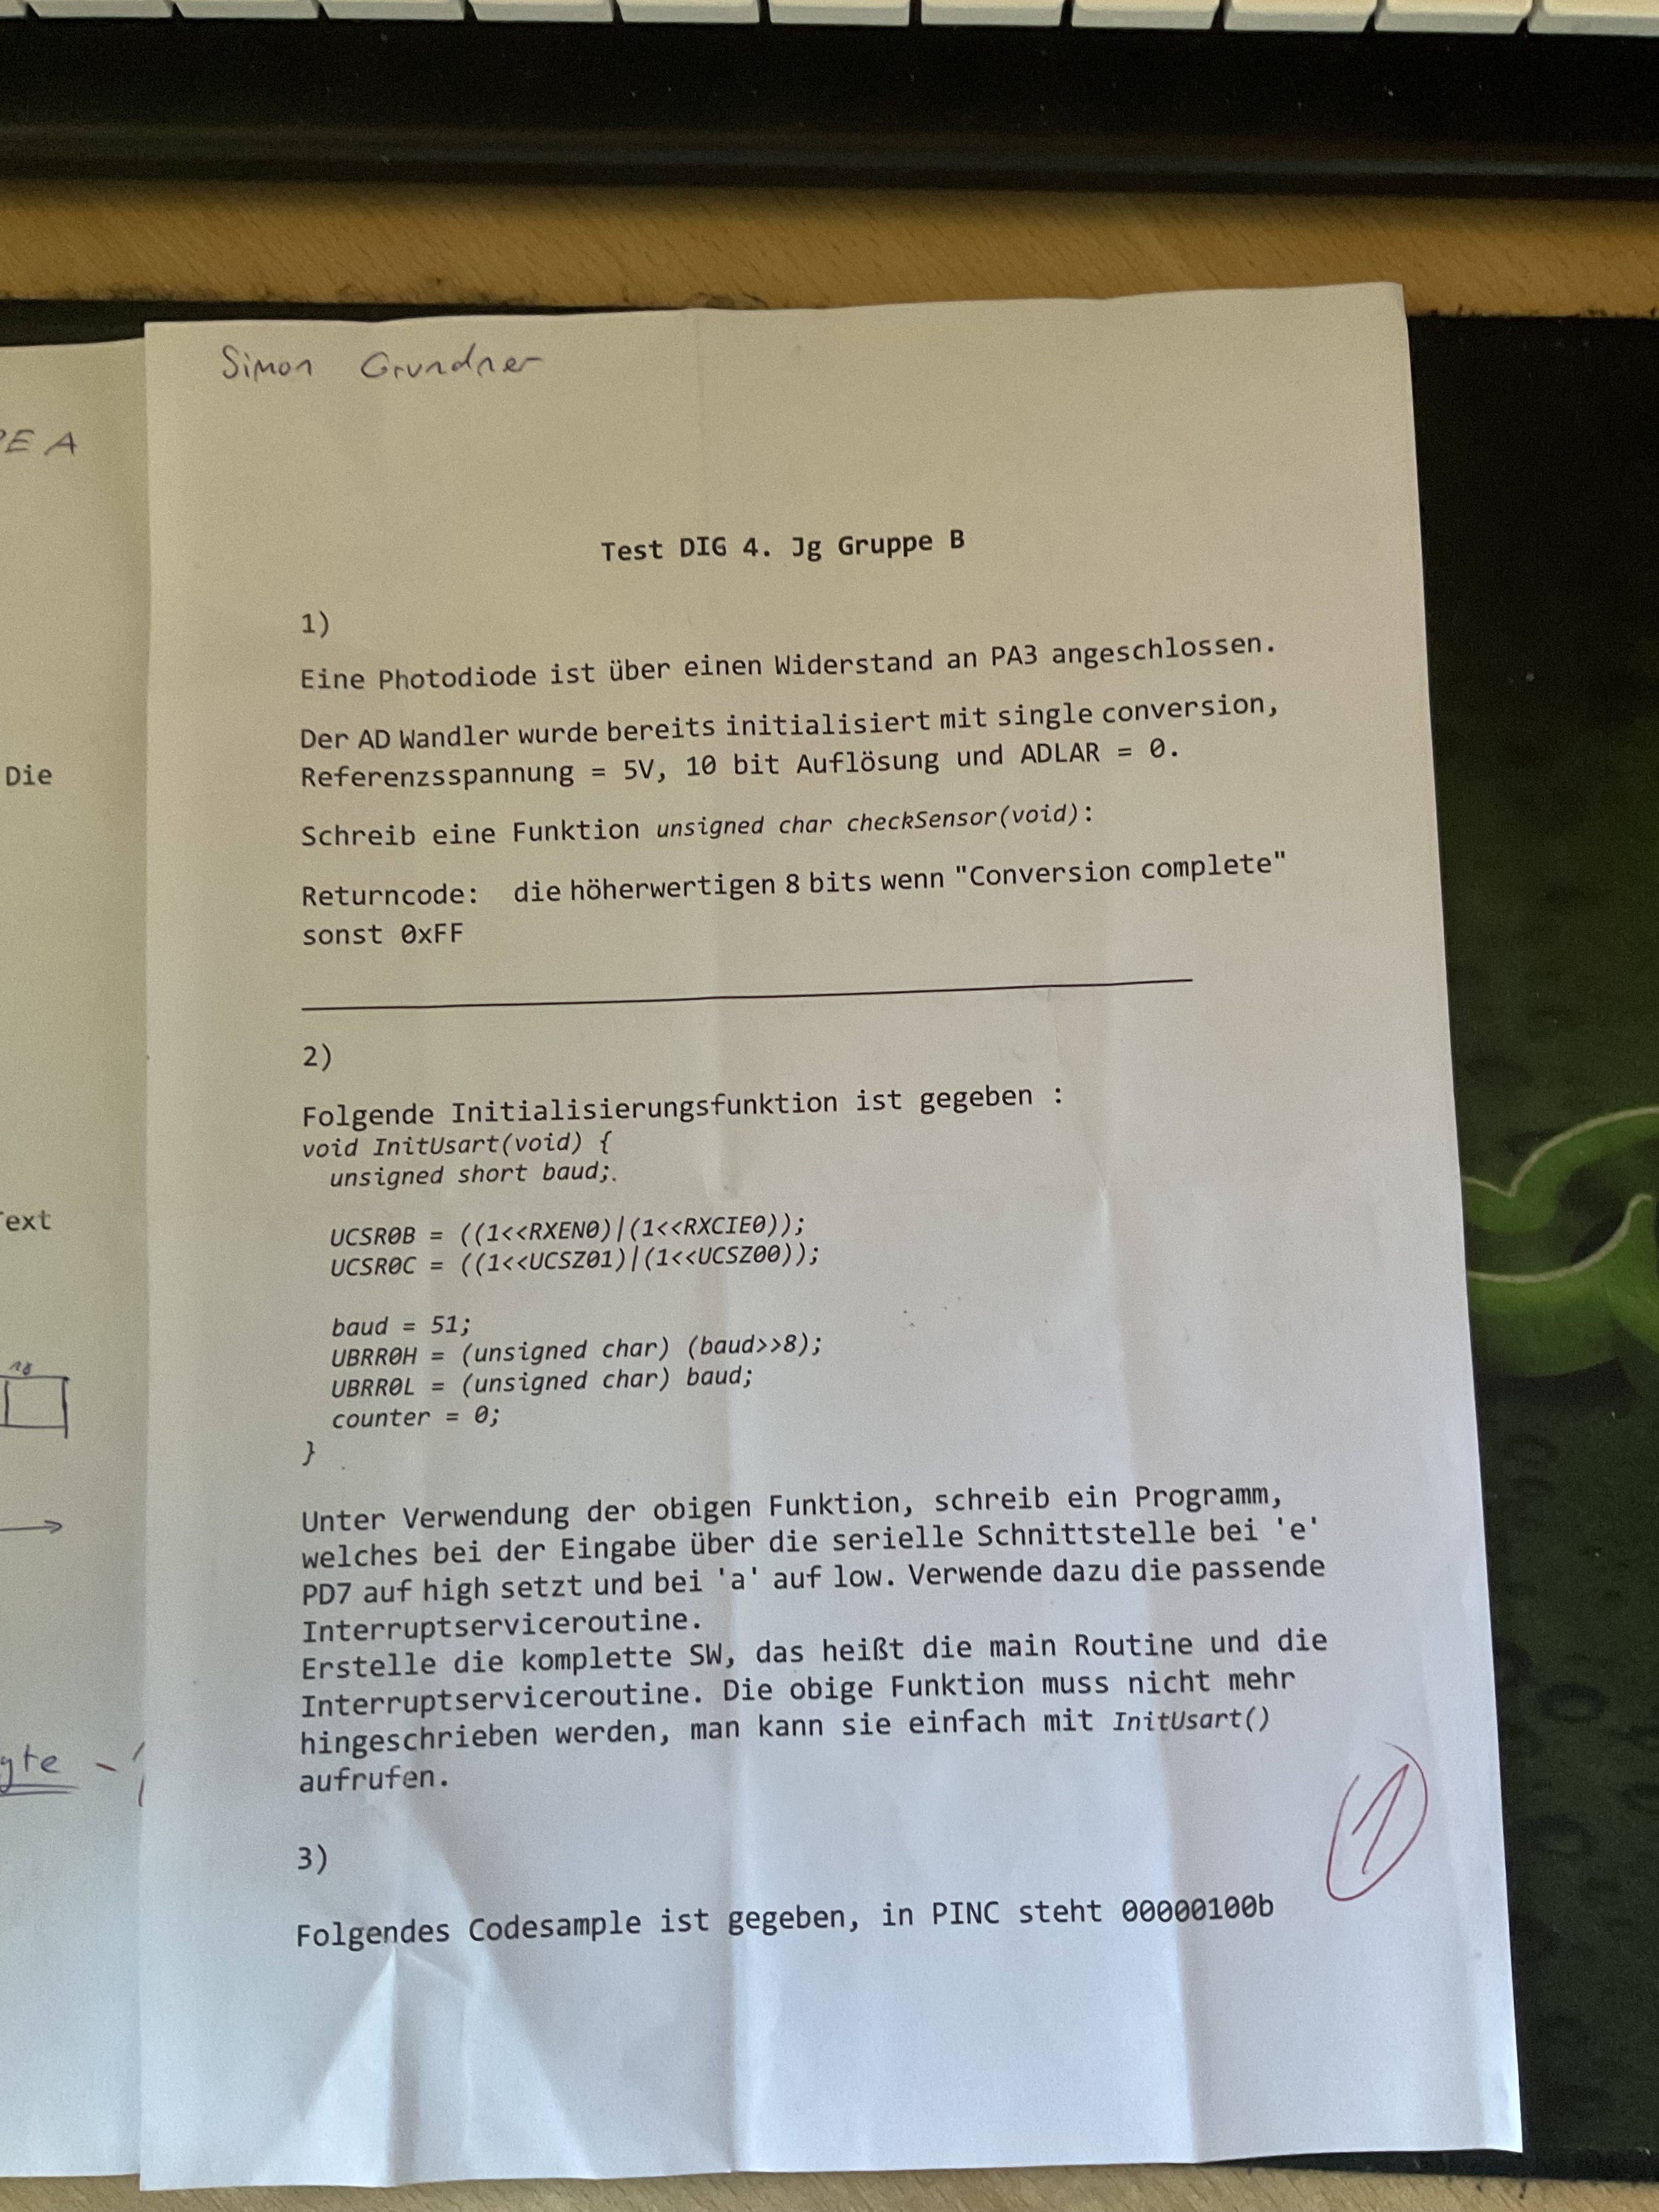 Simon Grundner
E A
Die
Text
10
yte -1
Test DIG 4. Jg Gruppe B
1)
Eine Photodiode ist über einen Widerstand an PA3 angeschlossen.
Der AD Wandler wurde bereits initialisiert mit single conversion,
Referenzsspannung = 5V, 10 bit Auflösung und ADLAR = 0.
Schreib eine Funktion unsigned char checkSensor(void):
Returncode: die höherwertigen 8 bits wenn "Conversion complete"
sonst 0xFF
2)
Folgende Initialisierungsfunktion ist gegeben :
void InitUsart(void) {
unsigned short baud;
UCSR0B = ((1<<RXEN0)|(1<<RXCIE0));
UCSR0C = ((1<<UCSZ01)|(1<<UCSZ00));
baud = 51;
UBRR0H = (unsigned char) (baud>>8);
UBRR0L = (unsigned char) baud;
counter = 0;
}
Unter Verwendung der obigen Funktion, schreib ein Programm,
welches bei der Eingabe über die serielle Schnittstelle bei 'e'
PD7 auf high setzt und bei 'a' auf low. Verwende dazu die passende
Interruptserviceroutine.
Erstelle die komplette SW, das heißt die main Routine und die
Interruptserviceroutine. Die obige Funktion muss nicht mehr
hingeschrieben werden, man kann sie einfach mit InitUsart()
aufrufen.
1
3)
Folgendes Codesample ist gegeben, in PINC steht 00000100b